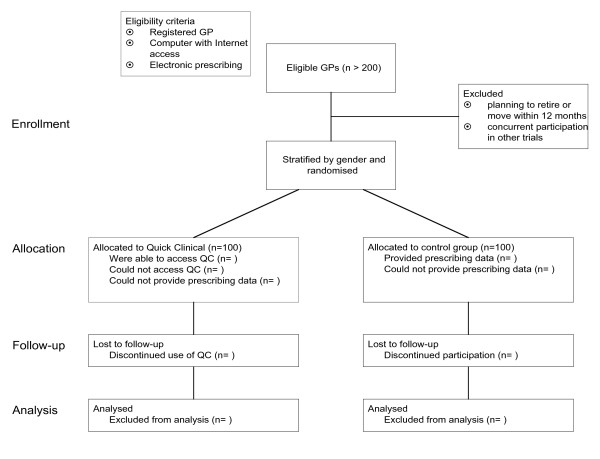 Eligibility criteria
Registered GP
Computer with Internet
access
Electronic prescribing
Eligible GPs (n > 200)
Excluded
planning to retire or
move within 12 months
concurrent participation
in other trials
Enrollment
Stratified by gender and
randomised
Allocation
Allocated to Quick Clinical (n=100)
Were able to access QC (n= )
Could not access QC (n= )
Could not provide prescribing data (n= )
Allocated to control group (n=100)
Provided prescribing data (n= )
Could not provide prescribing data (n= )
Follow-up
Lost to follow-up
Discontinued use of QC (n= )
Lost to follow-up
Discontinued participation (n= )
Analysis
Analysed
Excluded from analysis (n= )
Analysed
Excluded from analysis (n= )